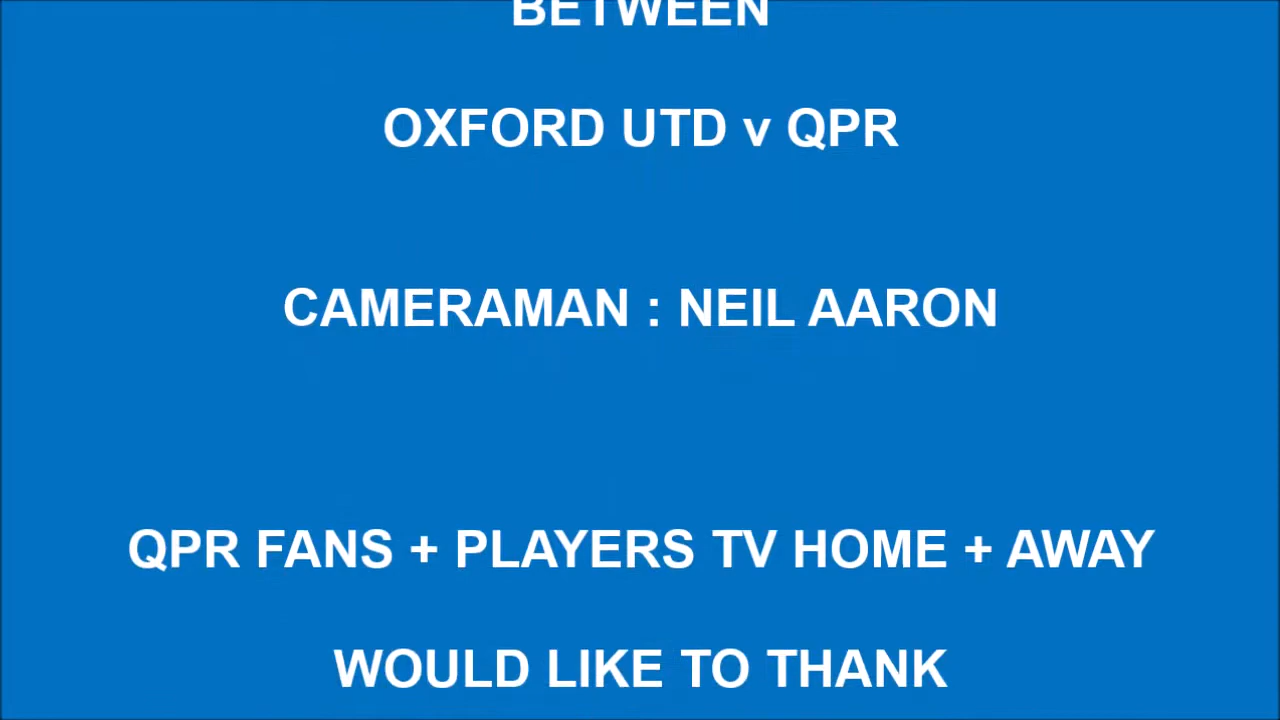 BETWEEN
OXFORD UTD v QPR
CAMERAMAN : NEIL AARON
QPR FANS + PLAYERS TV HOME + AWAY
WOULD LIKE TO THANK